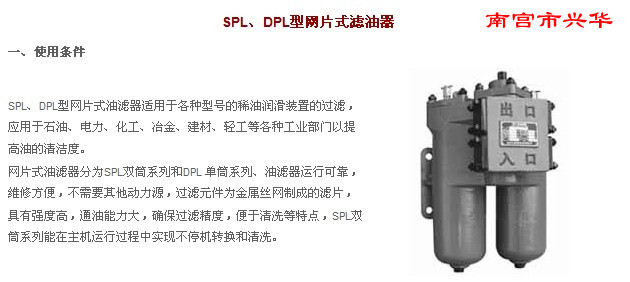 SPL、DPL型网片式滤油器
南宫市兴华
一、使用条件
SPL、DPL型网片式油滤器适用于各种型号的稀油润滑装置的过滤，
应用于石油、电力、化工、冶金、建材、轻工等各种工业部门以提
高油的清洁度。
网片式油滤器分为SPL双筒系列和DPL 单筒系列、油滤器运行可靠，
维修方便，不需要其他动力源，过滤元件为金属丝网制成的滤片，
具有强度高，通油能力大，确保过滤精度，便于清洗等特点，SPL双
筒系列能在主机运行过程中实现不停机转换和清洗。
出口
入口